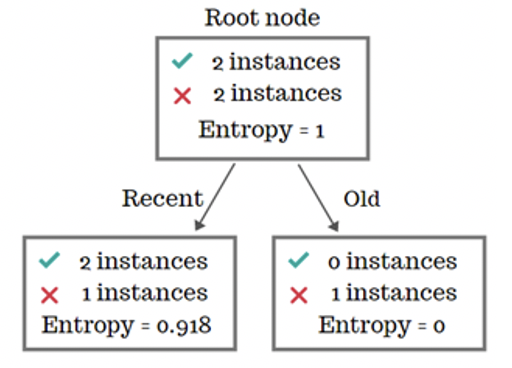 Root node
✓ 2 instances
✗ 2 instances
Entropy = 1
Recent
Old
✓ 2 instances
✗ 1 instances
Entropy = 0.918
✓ 0 instances
✗ 1 instances
Entropy = 0